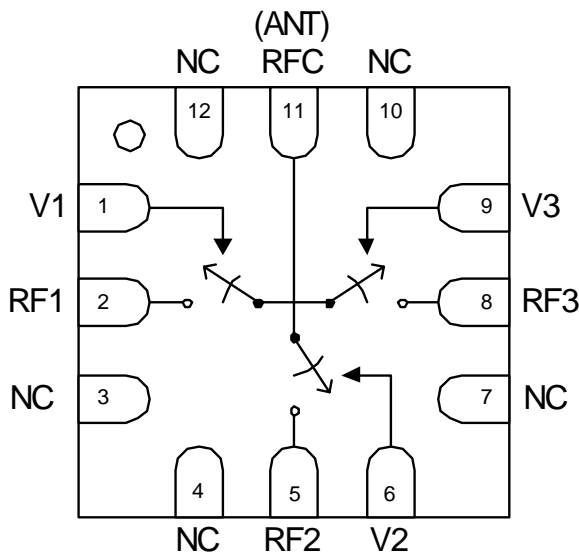 (ANT)
NC RFC NC
12 11 10
V1 1 9 V3
RF1 2 8 RF3
NC 3 7 NC
4 5 6
NC RF2 V2